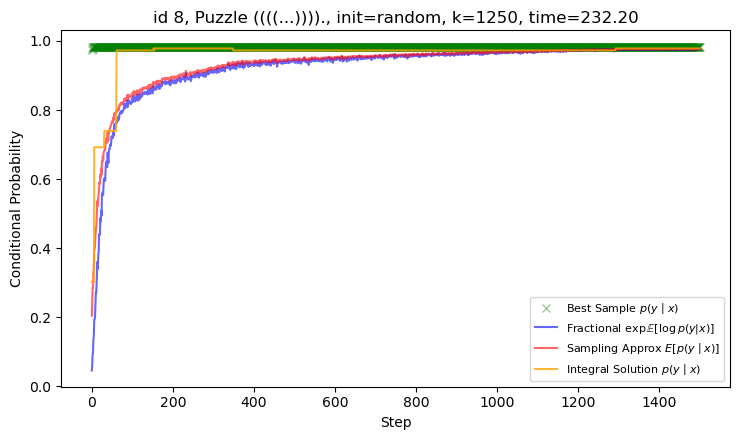 id 8, Puzzle ((((...))))., init=random, k=1250, time=232.20
Conditional Probability
1.0
0.8
0.6
0.4
0.2
0.0
Best Sample p(y | x)
Fractional exp𝔼[log p(y|x)]
Sampling Approx E[p(y | x)]
Integral Solution p(y | x)
0 200 400 600 800 1000 1200 1400
Step